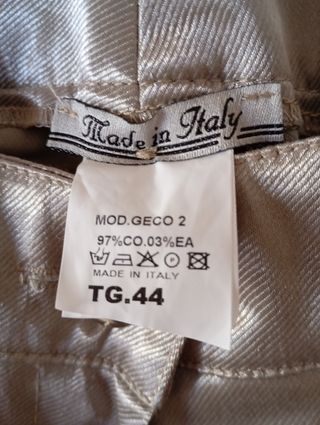 Made in Italy
MOD.GECO 2
97%CO.03%EA
MADE IN ITALY
TG.44